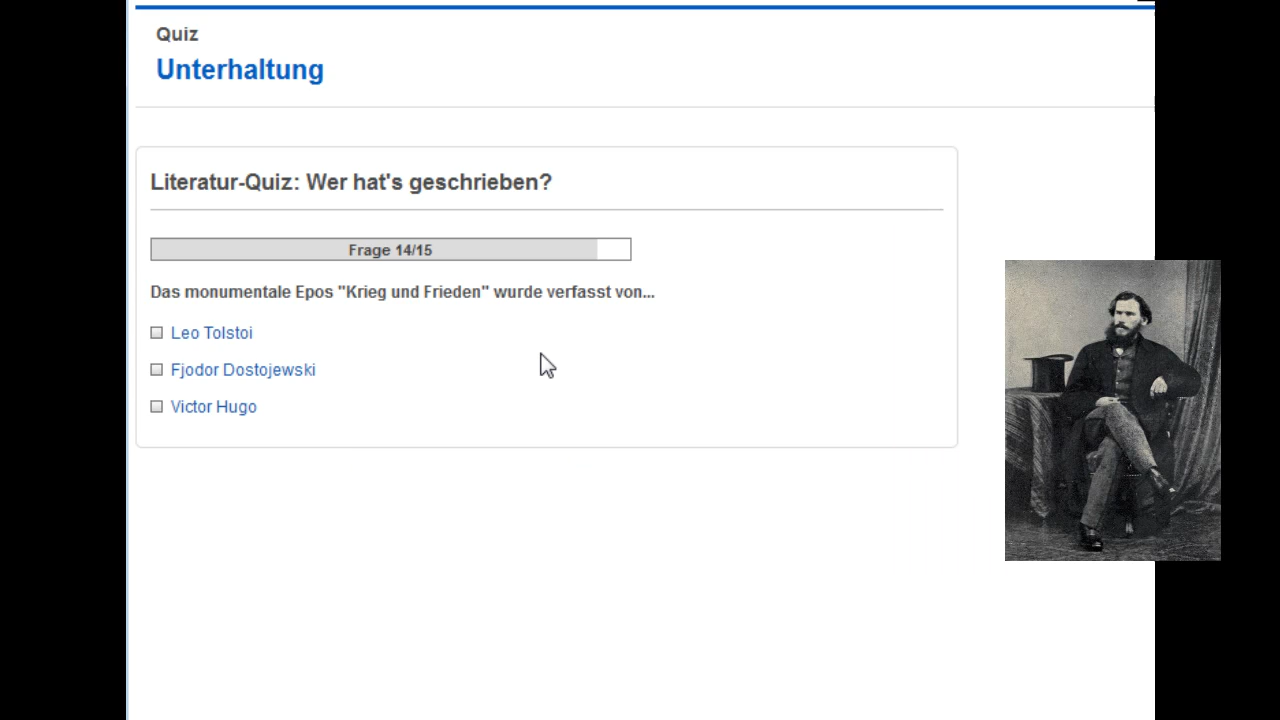 Quiz
Unterhaltung
Literatur-Quiz: Wer hat's geschrieben?
Frage 14/15
Das monumentale Epos "Krieg und Frieden" wurde verfasst von...
Leo Tolstoi
Fjodor Dostojewski
Victor Hugo